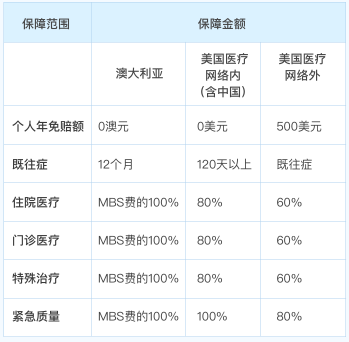 保障范围 保障金额
澳大利亚 美国医疗网络内（含中国） 美国医疗网络外
个人年免赔额 0澳元 0美元 500美元
既往症 12个月 120天以上 既往症
住院医疗 MBS费的100% 80% 60%
门诊医疗 MBS费的100% 80% 60%
特殊治疗 MBS费的100% 80% 60%
紧急质量 MBS费的100% 100% 80%